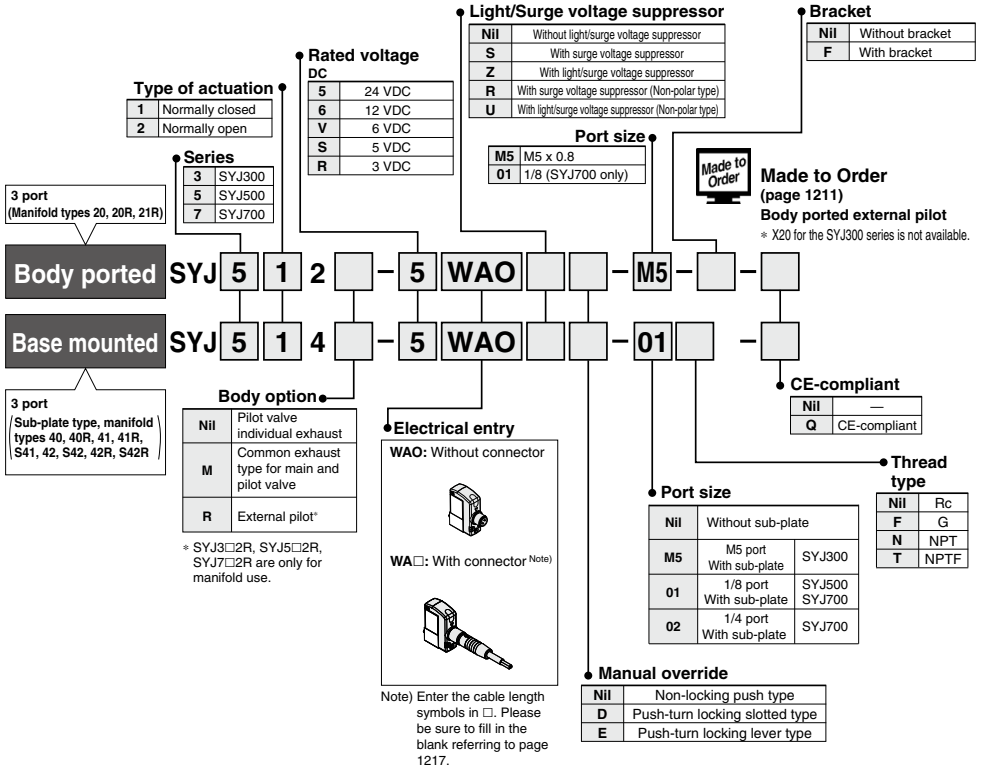 Light/Surge voltage suppressor
Nil Without light/surge voltage suppressor
S With surge voltage suppressor
Z With light/surge voltage suppressor
R With surge voltage suppressor (Non-polar type)
U With light/surge voltage suppressor (Non-polar type)
Bracket
Nil Without bracket
F With bracket
Rated voltage
DC
5 24 VDC
6 12 VDC
V 6 VDC
S 5 VDC
R 3 VDC
Type of actuation
1 Normally closed
2 Normally open
Port size
M5 M5 x 0.8
01 1/8 (SYJ700 only)
Series
3 SYJ300
5 SYJ500
7 SYJ700
Made to Order
Made to Order
(page 1211)
Body ported external pilot
* X20 for the SYJ300 series is not available.
3 port
(Manifold types 20, 20R, 21R)
Body ported SYJ 5 1 2 □ – 5 WAO □ □ – M5 – □ – □
Base mounted SYJ 5 1 4 □ – 5 WAO □ □ – 01 □ – □
3 port
(Sub-plate type, manifold
types 40, 40R, 41, 41R,
S41, 42, S42, 42R, S42R)
Body option
Nil Pilot valve
individual exhaust
M Common exhaust
type for main and
pilot valve
R External pilot*
* SYJ3□2R, SYJ5□2R,
SYJ7□2R are only for
manifold use.
Electrical entry
WAO: Without connector
WA□: With connector Note)
Note) Enter the cable length
symbols in □. Please
be sure to fill in the
blank referring to page
1217.
CE-compliant
Nil —
Q CE-compliant
Thread
type
Nil Rc
F G
N NPT
T NPTF
Port size
Nil Without sub-plate
M5 M5 port
With sub-plate SYJ300
01 1/8 port
With sub-plate SYJ500
SYJ700
02 1/4 port
With sub-plate SYJ700
Manual override
Nil Non-locking push type
D Push-turn locking slotted type
E Push-turn locking lever type